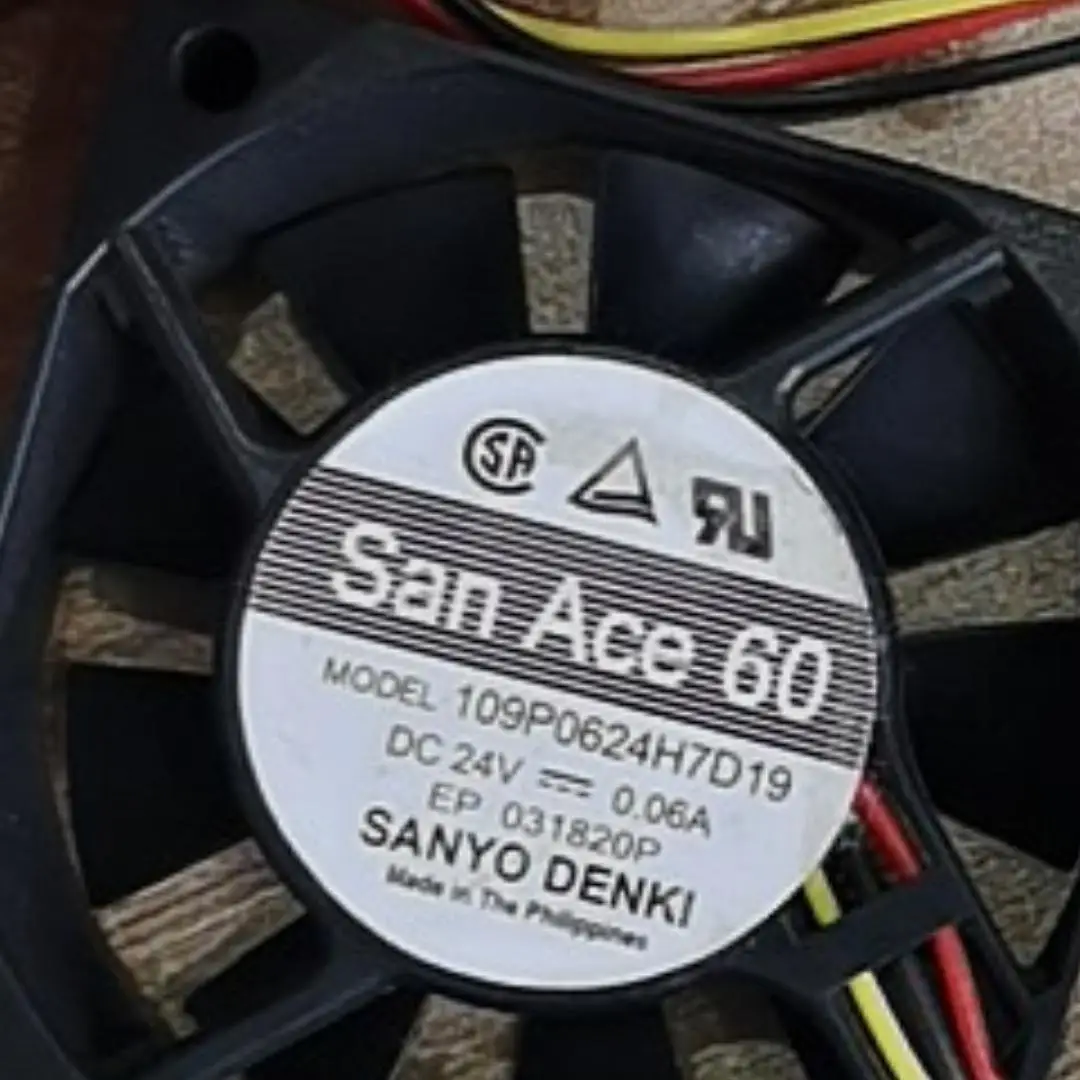 San Ace 60
MODEL 109P0624H7D19
DC 24V ⎓ 0.06A
EP 031820P
SANYO DENKI
Made in The Philippines